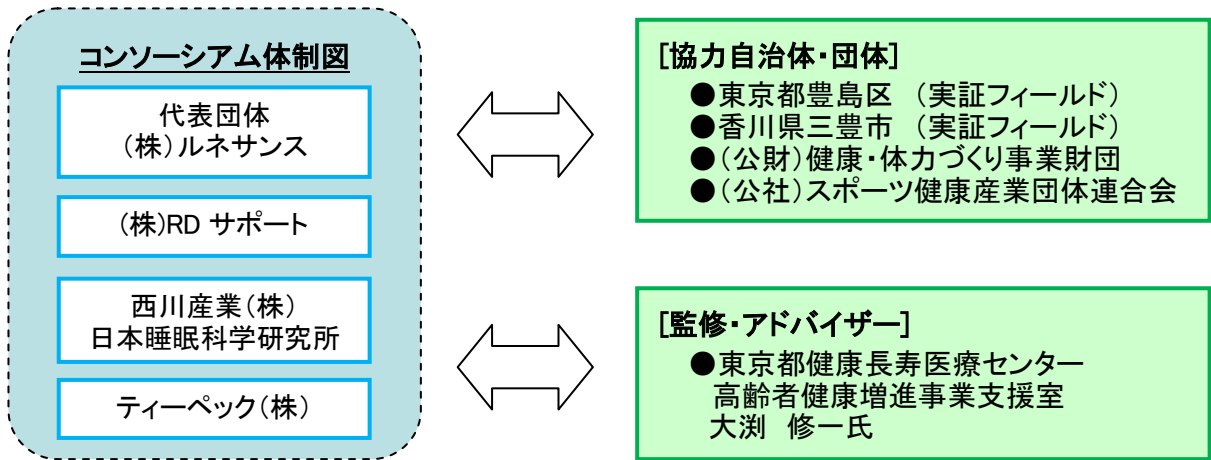 コンソーシアム体制図
代表団体
(株)ルネサンス
(株)RD サポート
西川産業(株)
日本睡眠科学研究所
ティーペック(株)
[協力自治体・団体]
●東京都豊島区 (実証フィールド)
●香川県三豊市 (実証フィールド)
●(公財)健康・体力づくり事業財団
●(公社)スポーツ健康産業団体連合会
[監修・アドバイザー]
●東京都健康長寿医療センター
高齢者健康増進事業支援室
大渕 修一氏